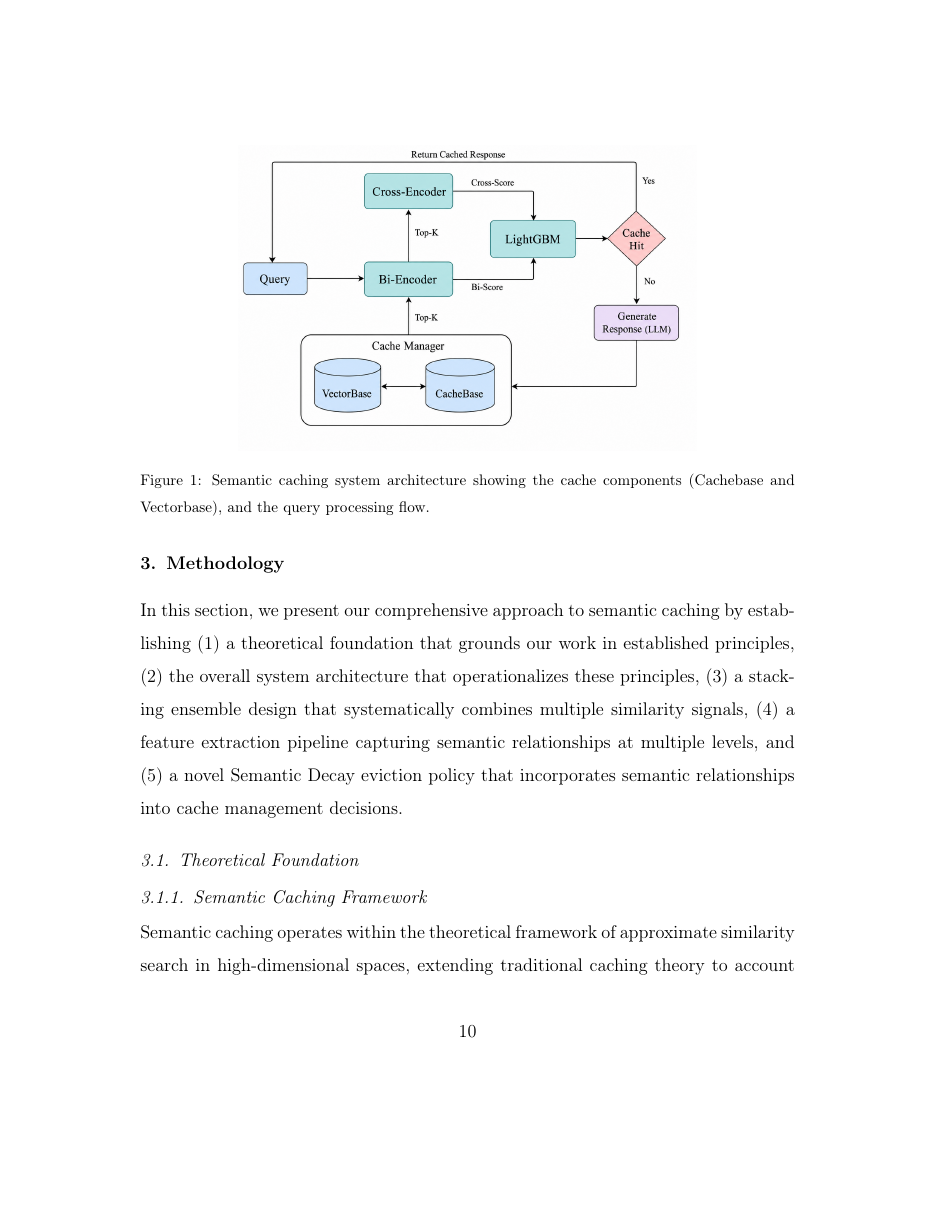 Return Cached Response
Yes
Cross-Score
Cross-Encoder
Top-K
LightGBM
Cache
Hit
Query
Bi-Encoder
Bi-Score
No
Top-K
Generate
Response (LLM)
Cache Manager
VectorBase
CacheBase
Figure 1: Semantic caching system architecture showing the cache components (Cachebase and
Vectorbase), and the query processing flow.
3. Methodology
In this section, we present our comprehensive approach to semantic caching by estab-
lishing (1) a theoretical foundation that grounds our work in established principles,
(2) the overall system architecture that operationalizes these principles, (3) a stack-
ing ensemble design that systematically combines multiple similarity signals, (4) a
feature extraction pipeline capturing semantic relationships at multiple levels, and
(5) a novel Semantic Decay eviction policy that incorporates semantic relationships
into cache management decisions.
3.1. Theoretical Foundation
3.1.1. Semantic Caching Framework
Semantic caching operates within the theoretical framework of approximate similarity
search in high-dimensional spaces, extending traditional caching theory to account
10